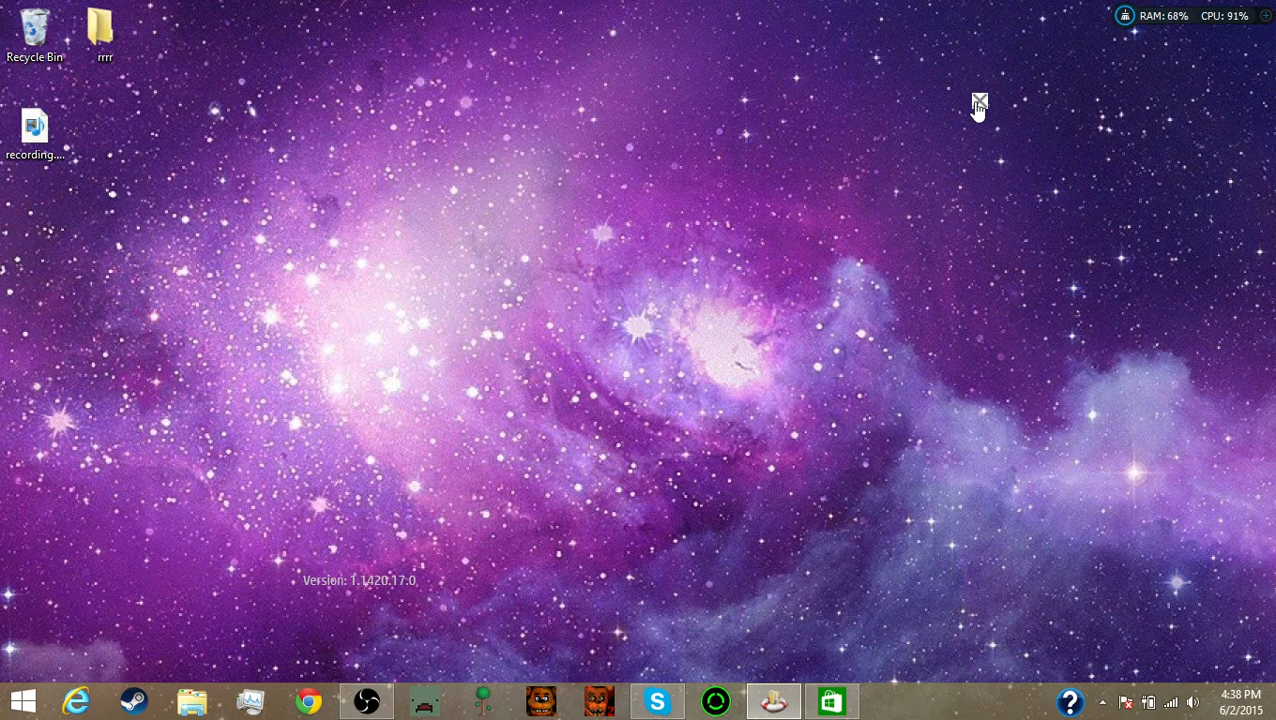 RAM: 68% CPU: 91%
Recycle Bin
rrrr
recording....
Version: 1.1420.17.0
4:38 PM
6/2/2015